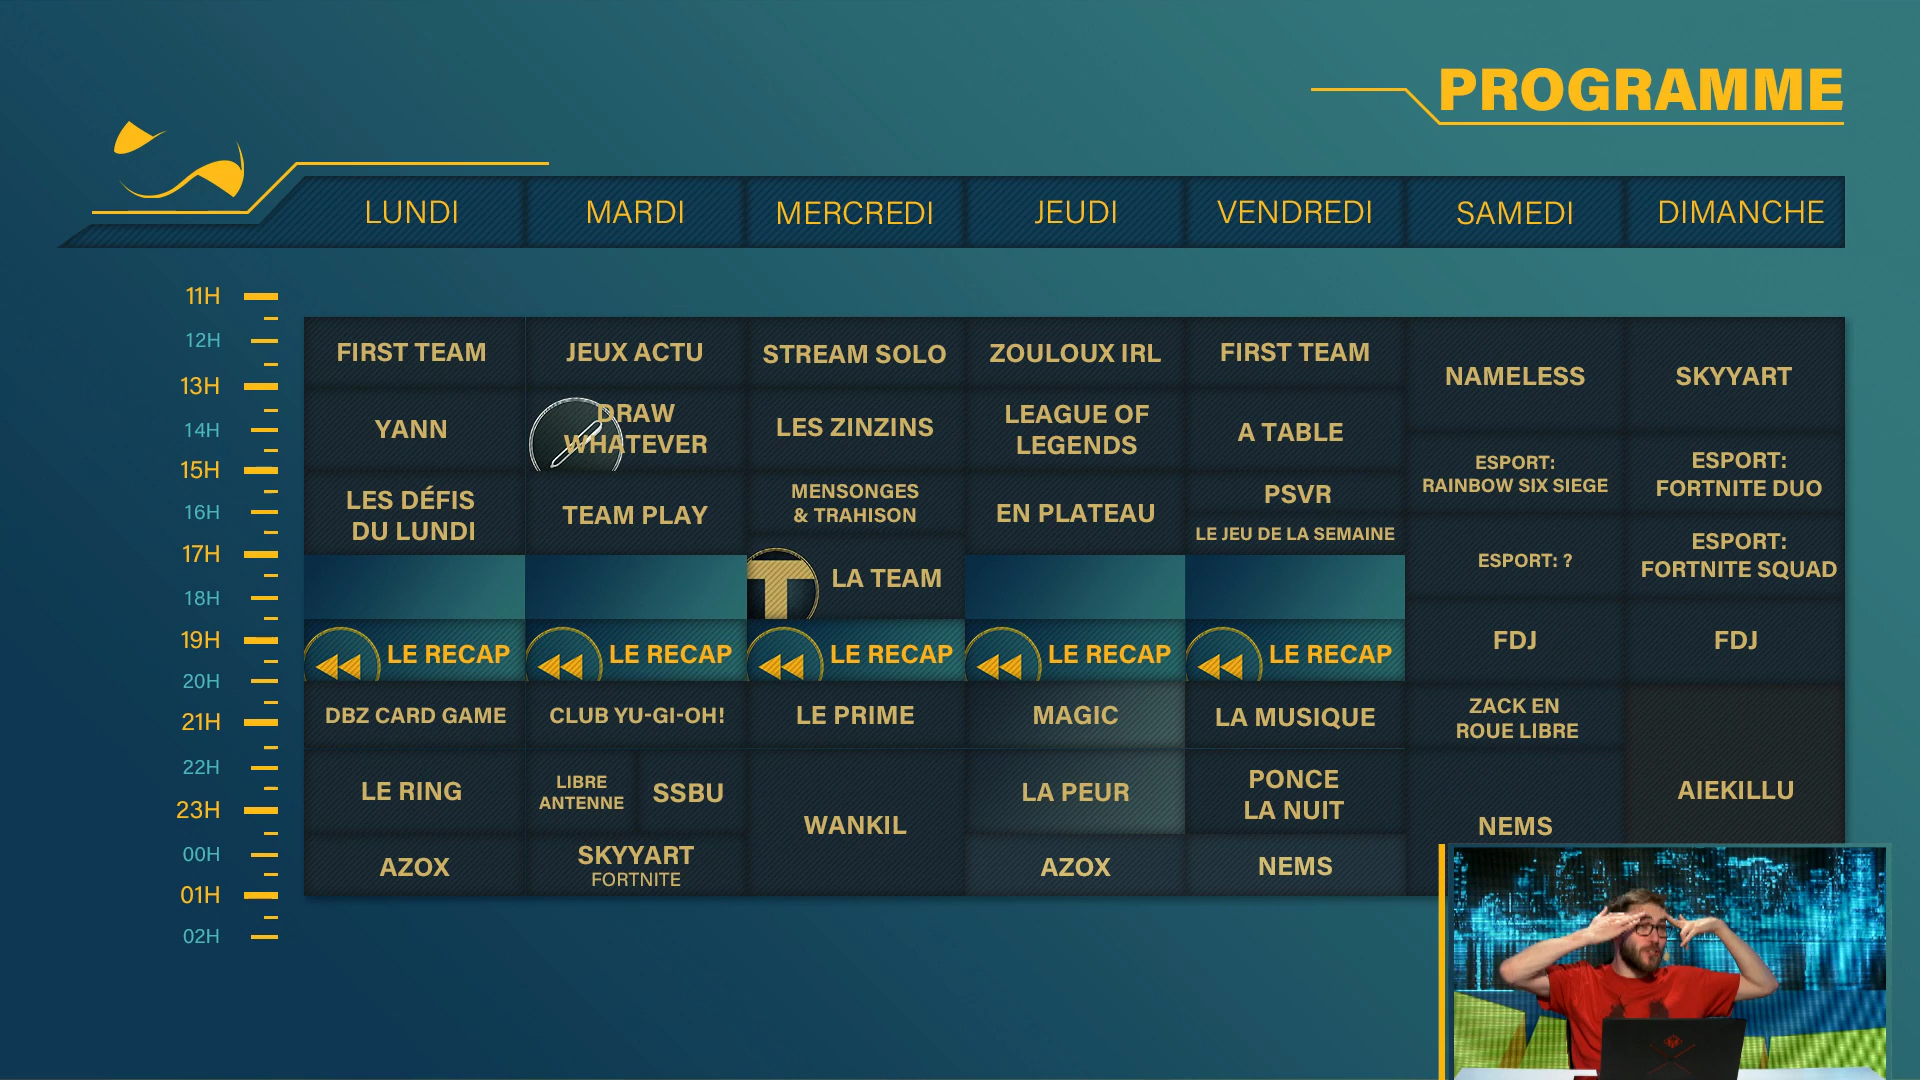 PROGRAMME
LUNDI MARDI MERCREDI JEUDI VENDREDI SAMEDI DIMANCHE
11H
12H
13H
14H
15H
16H
17H
18H
19H
20H
21H
22H
23H
00H
01H
02H
FIRST TEAM
YANN
LES DÉFIS
DU LUNDI
LE RECAP
DBZ CARD GAME
LE RING
AZOX
JEUX ACTU
DRAW
WHATEVER
TEAM PLAY
LE RECAP
CLUB YU-GI-OH!
LIBRE
ANTENNE
SSBU
SKYYART
FORTNITE
STREAM SOLO
LES ZINZINS
MENSONGES
& TRAHISON
T
LA TEAM
LE RECAP
LE PRIME
WANKIL
ZOULOUX IRL
LEAGUE OF
LEGENDS
EN PLATEAU
LE RECAP
MAGIC
LA PEUR
AZOX
FIRST TEAM
A TABLE
PSVR
LE JEU DE LA SEMAINE
LE RECAP
LA MUSIQUE
PONCE
LA NUIT
NEMS
NAMELESS
ESPORT:
RAINBOW SIX SIEGE
ESPORT: ?
FDJ
ZACK EN
ROUE LIBRE
NEMS
SKYYART
ESPORT:
FORTNITE DUO
ESPORT:
FORTNITE SQUAD
FDJ
AIEKILLU